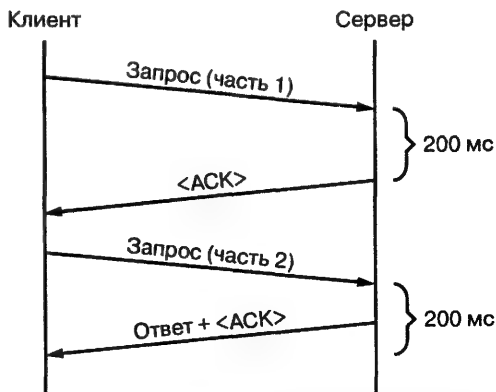 Клиент
Сервер
Запрос (часть 1)
200 мс
<ACK>
Запрос (часть 2)
Ответ + <ACK>
200 мс